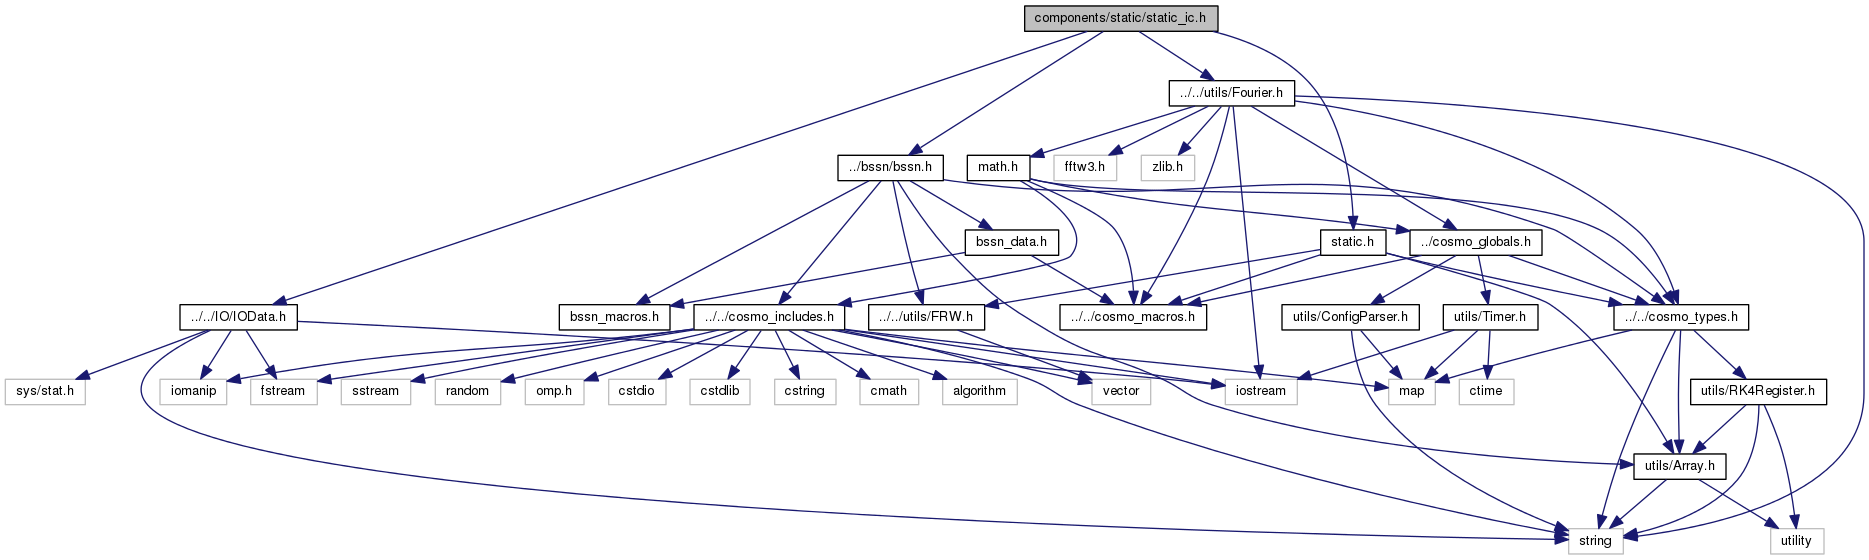 components/static/static_ic.h
../../utils/Fourier.h
../bssn/bssn.h
math.h
fftw3.h
zlib.h
bssn_data.h
static.h
../cosmo_globals.h
../../IO/IOData.h
bssn_macros.h
../../cosmo_includes.h
../../utils/FRW.h
../../cosmo_macros.h
utils/ConfigParser.h
utils/Timer.h
../../cosmo_types.h
sys/stat.h
iomanip
fstream
sstream
random
omp.h
cstdio
cstdlib
cstring
cmath
algorithm
vector
iostream
map
ctime
utils/RK4Register.h
utils/Array.h
string
utility